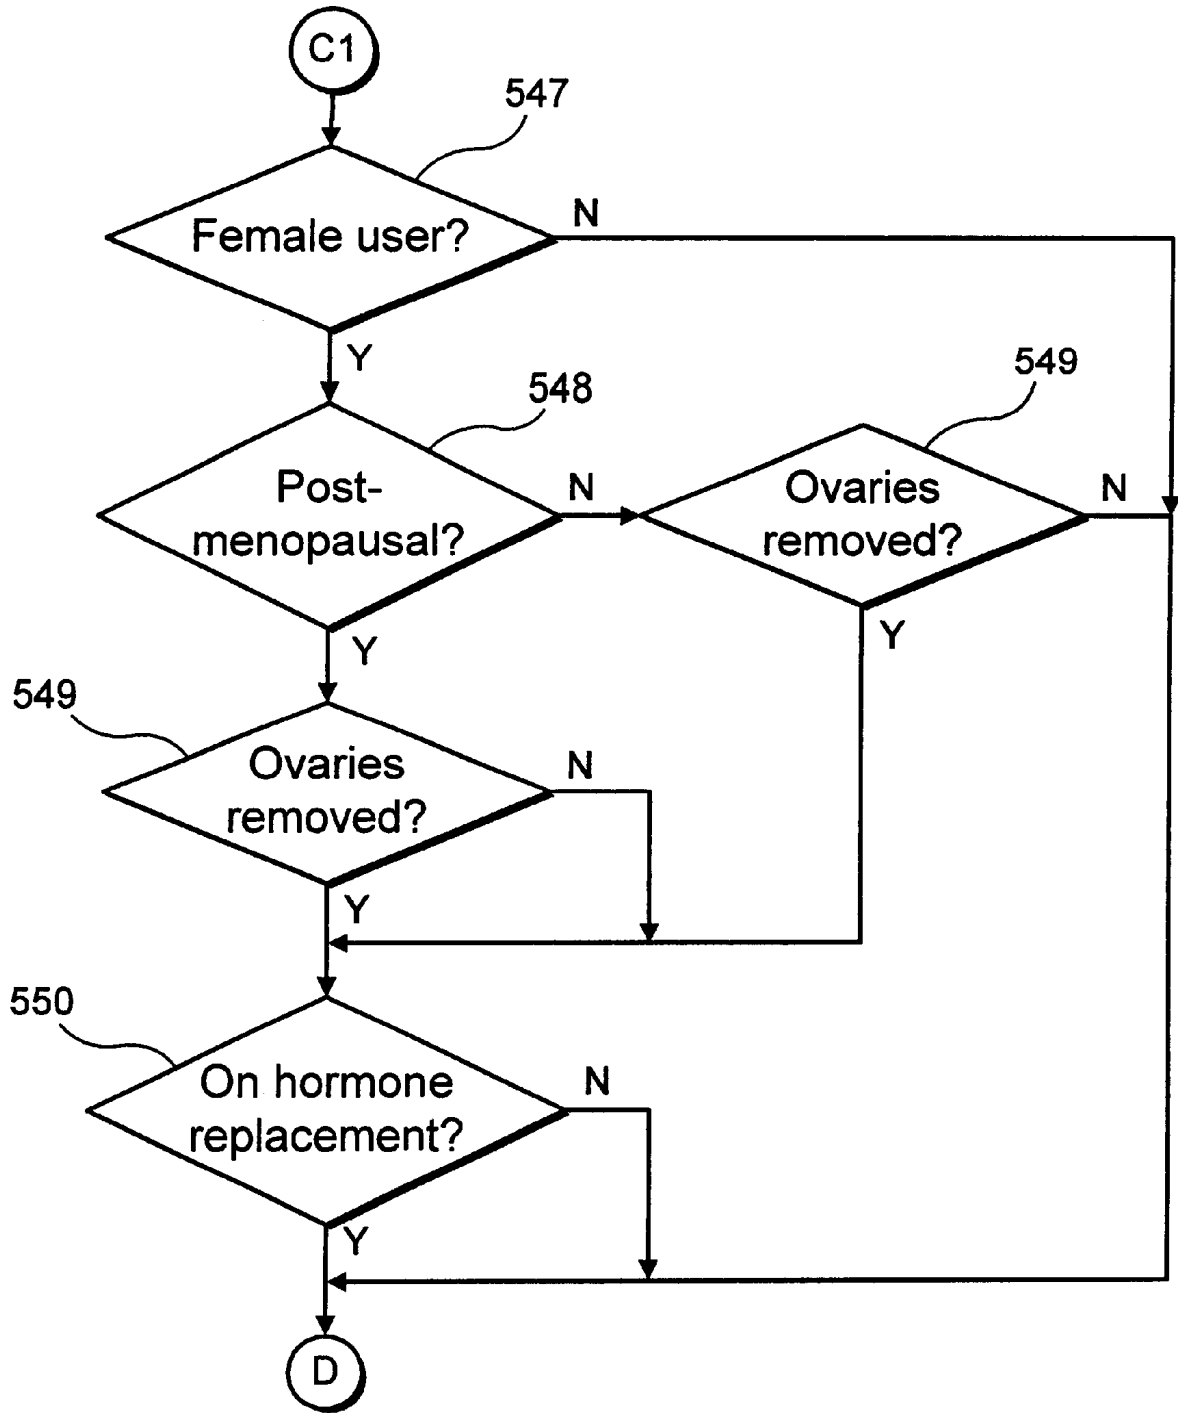 C1
547
Female user?
N
Y
548
549
Post-
menopausal?
N
Ovaries
removed?
N
Y
Y
549
Ovaries
removed?
N
Y
550
On hormone
replacement?
N
Y
D